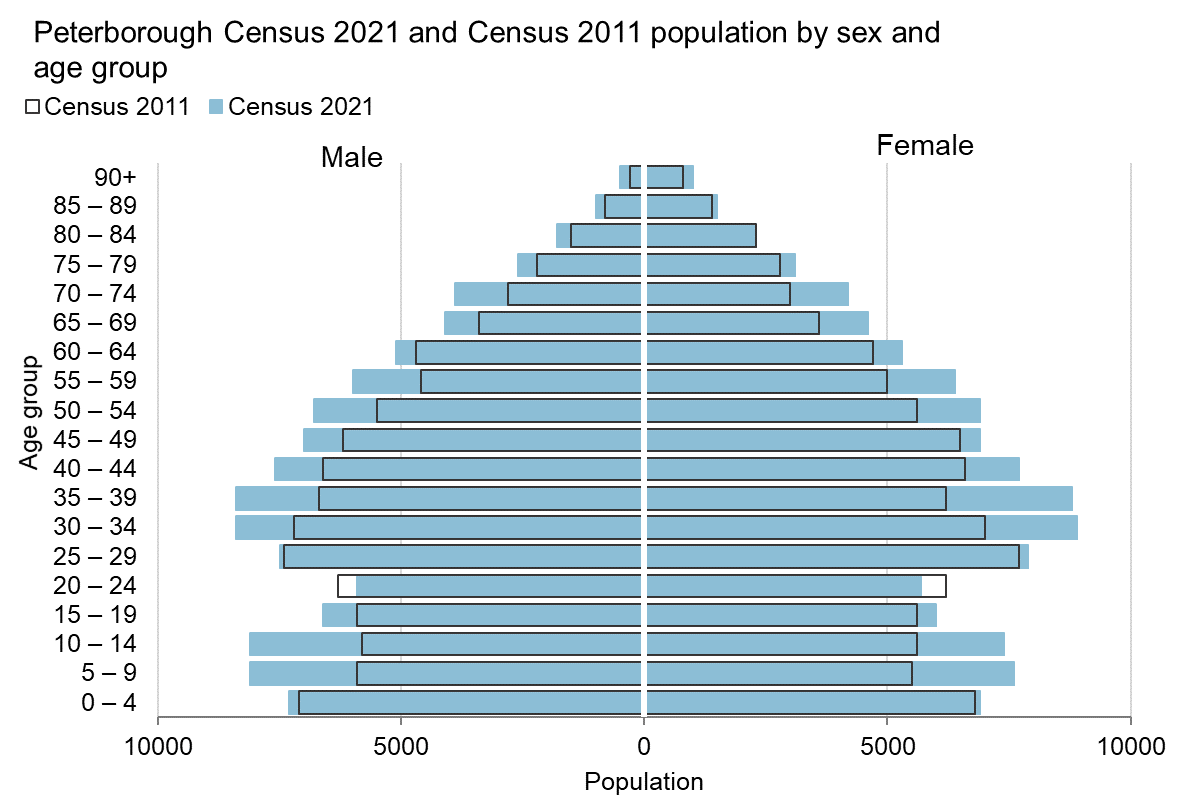 Peterborough Census 2021 and Census 2011 population by sex and
age group
Census 2011 Census 2021
Male Female
90+
85 – 89
80 – 84
75 – 79
70 – 74
65 – 69
60 – 64
55 – 59
50 – 54
45 – 49
40 – 44
35 – 39
30 – 34
25 – 29
20 – 24
15 – 19
10 – 14
5 – 9
0 – 4
Age group
10000 5000 0 5000 10000
Population